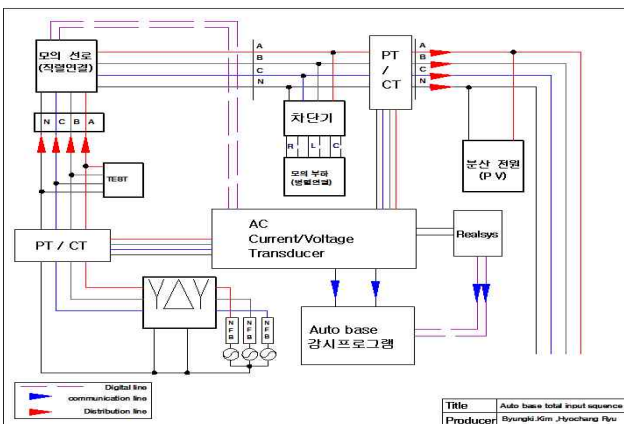 모의 선로
(직렬연결)
A
B
C
N
PT
/
CT
A
B
C
N
차단기
R L C
모의 부하
(병렬연결)
분산 전원
(P V)
N C B A
TEST
PT / CT
AC
Current/Voltage
Transducer
Realsys
NFB
NFB
NFB
Auto base
감시프로그램
Digital line
communication line
Distribution line
Title Auto base total input squence
Producer Byungki.Kim ,Hyochang Ryu